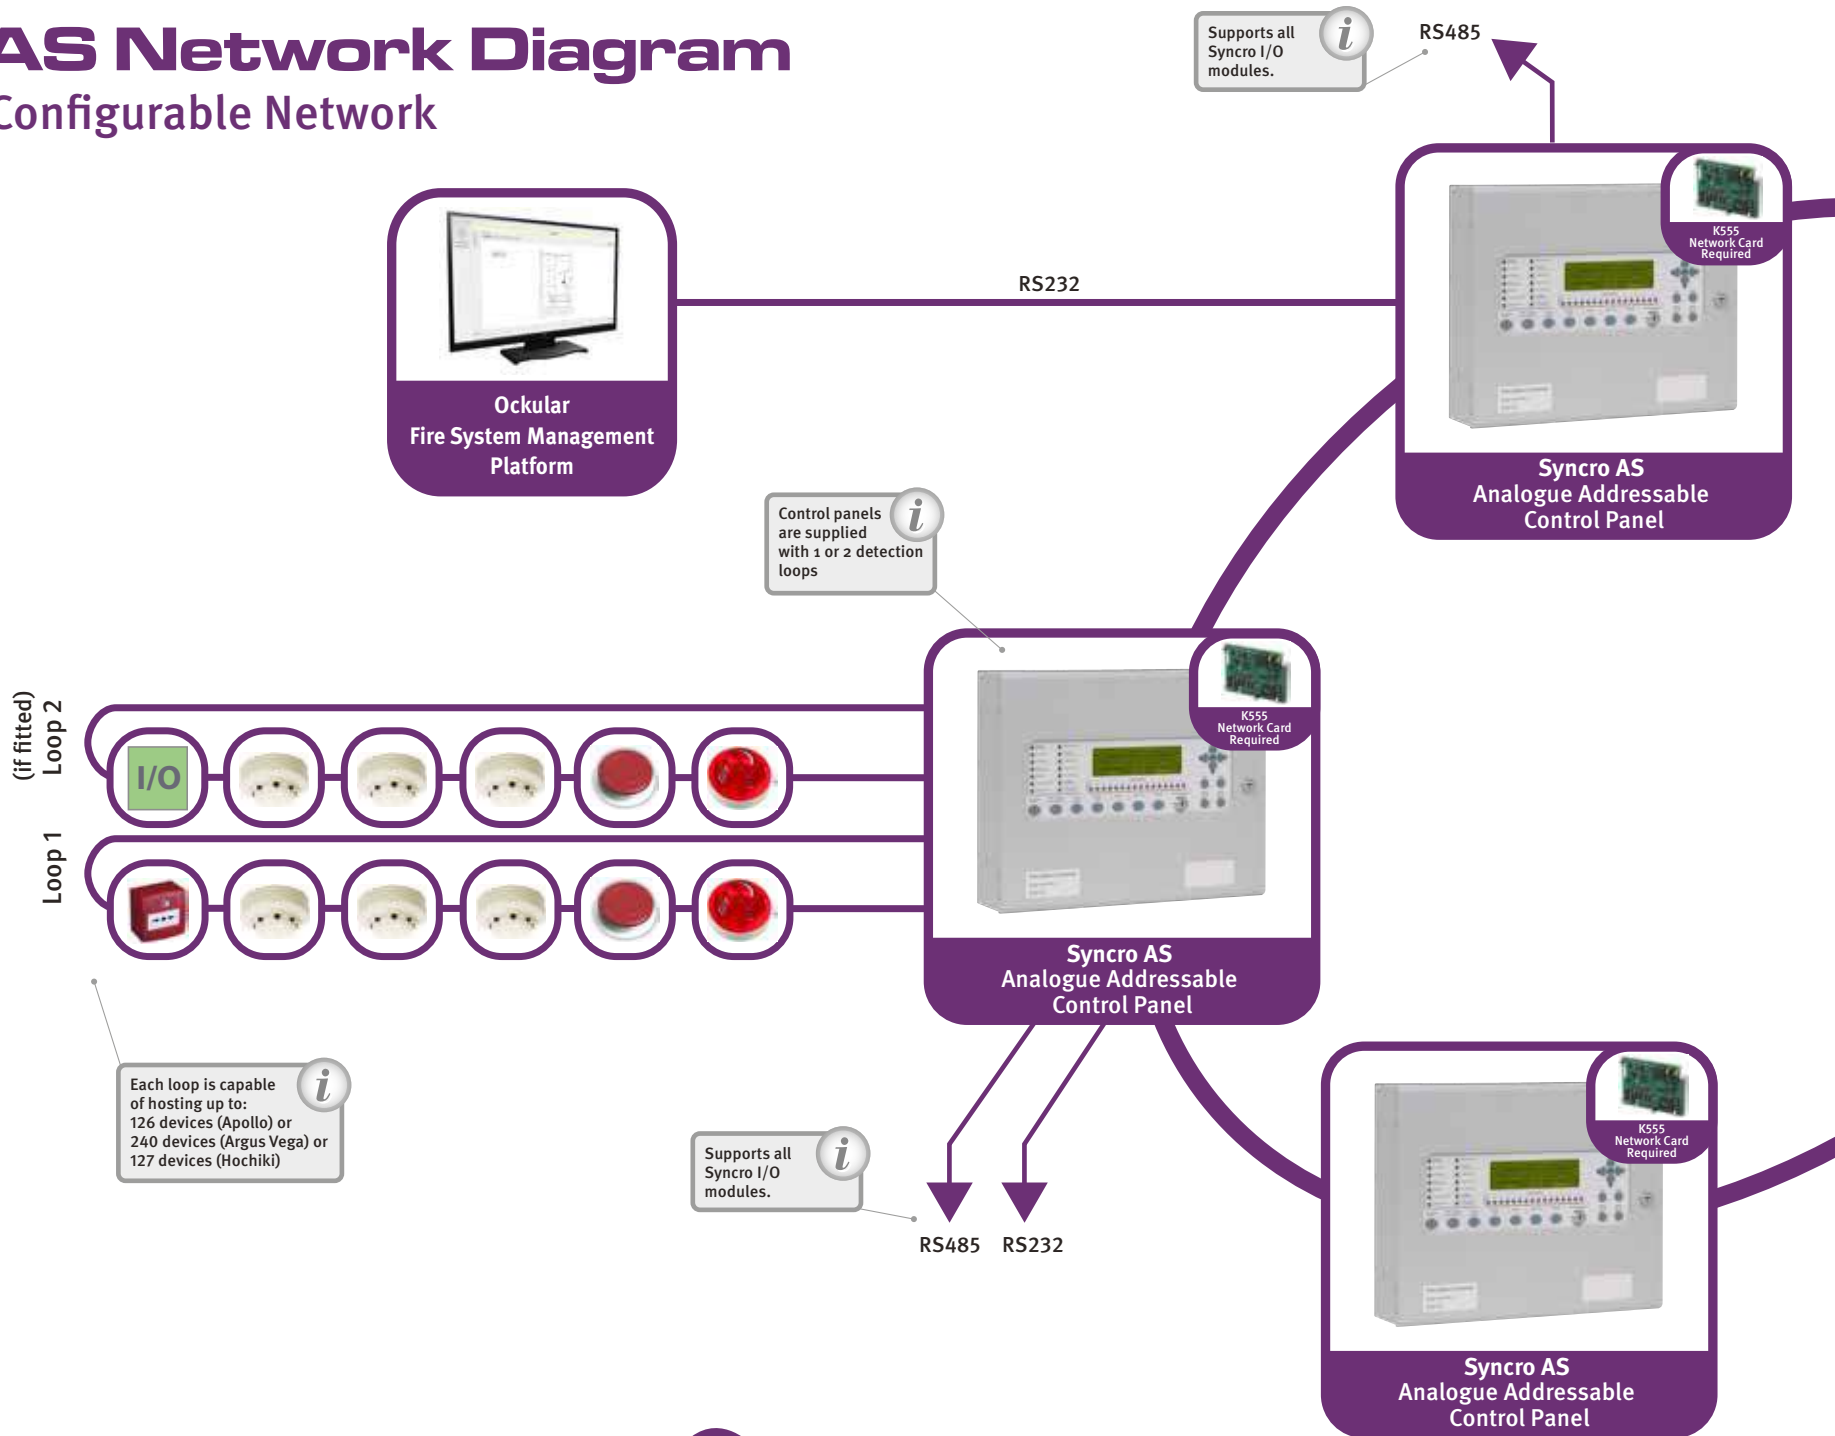 AS Network Diagram
Configurable Network
Supports all
Syncro I/O
modules.
RS485
K555
Network Card
Required
RS232
Ockular
Fire System Management
Platform
Syncro AS
Analogue Addressable
Control Panel
Control panels
are supplied
with 1 or 2 detection
loops
K555
Network Card
Required
(if fitted)
Loop 2
I/O
Loop 1
Syncro AS
Analogue Addressable
Control Panel
Each loop is capable
of hosting up to:
126 devices (Apollo) or
240 devices (Argus Vega) or
127 devices (Hochiki)
Supports all
Syncro I/O
modules.
RS485 RS232
K555
Network Card
Required
Syncro AS
Analogue Addressable
Control Panel